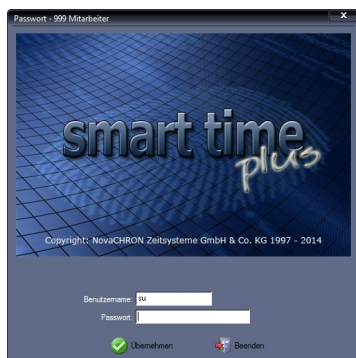 Passwort - 999 Mitarbeiter
x
smart time
plus
Copyright: NovaCHRON Zeitsysteme GmbH & Co. KG 1997 - 2014
Benutzername: su
Passwort:
Übernehmen Beenden